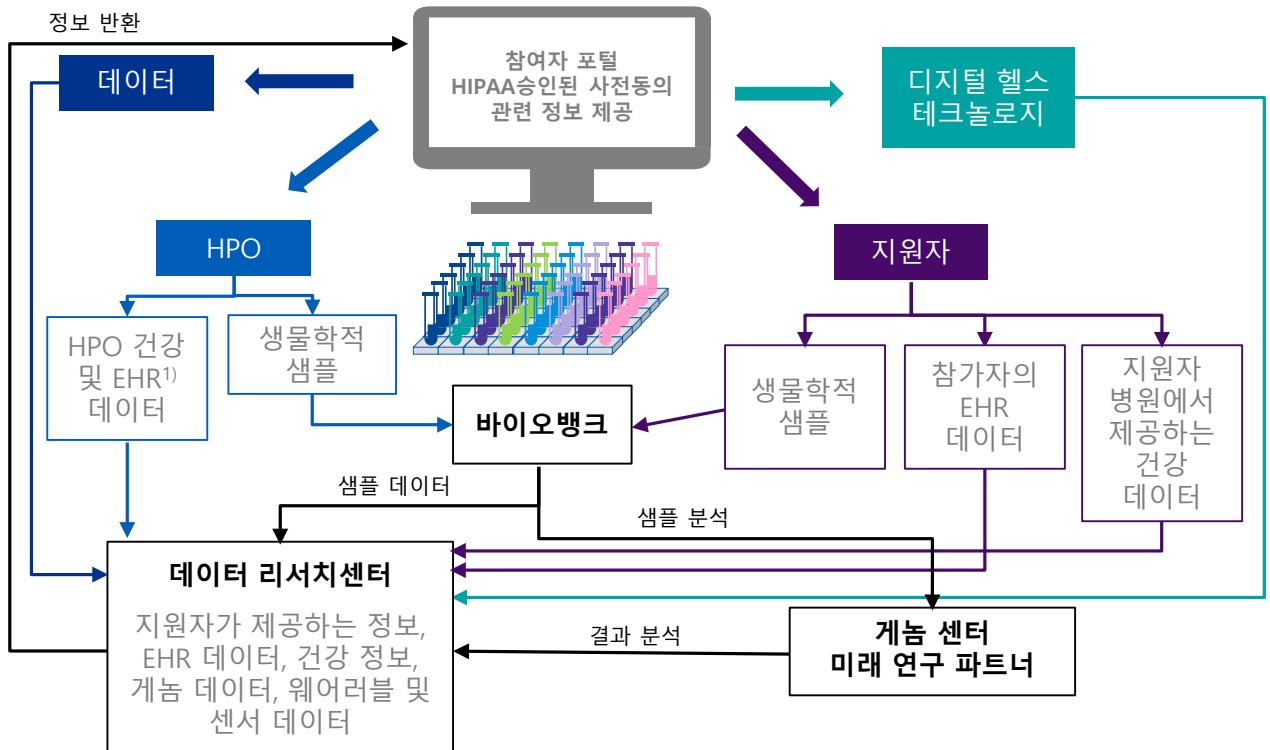 정보 반환
참여자 포털
HIPAA승인된 사전동의
관련 정보 제공
데이터
디지털 헬스
테크놀로지
HPO
지원자
HPO 건강
및 EHR1)
데이터
생물학적
샘플
바이오뱅크
생물학적
샘플
참가자의
EHR
데이터
지원자
병원에서
제공하는
건강
데이터
샘플 데이터
샘플 분석
데이터 리서치센터
지원자가 제공하는 정보,
EHR 데이터, 건강 정보,
게놈 데이터, 웨어러블 및
센서 데이터
결과 분석
게놈 센터
미래 연구 파트너